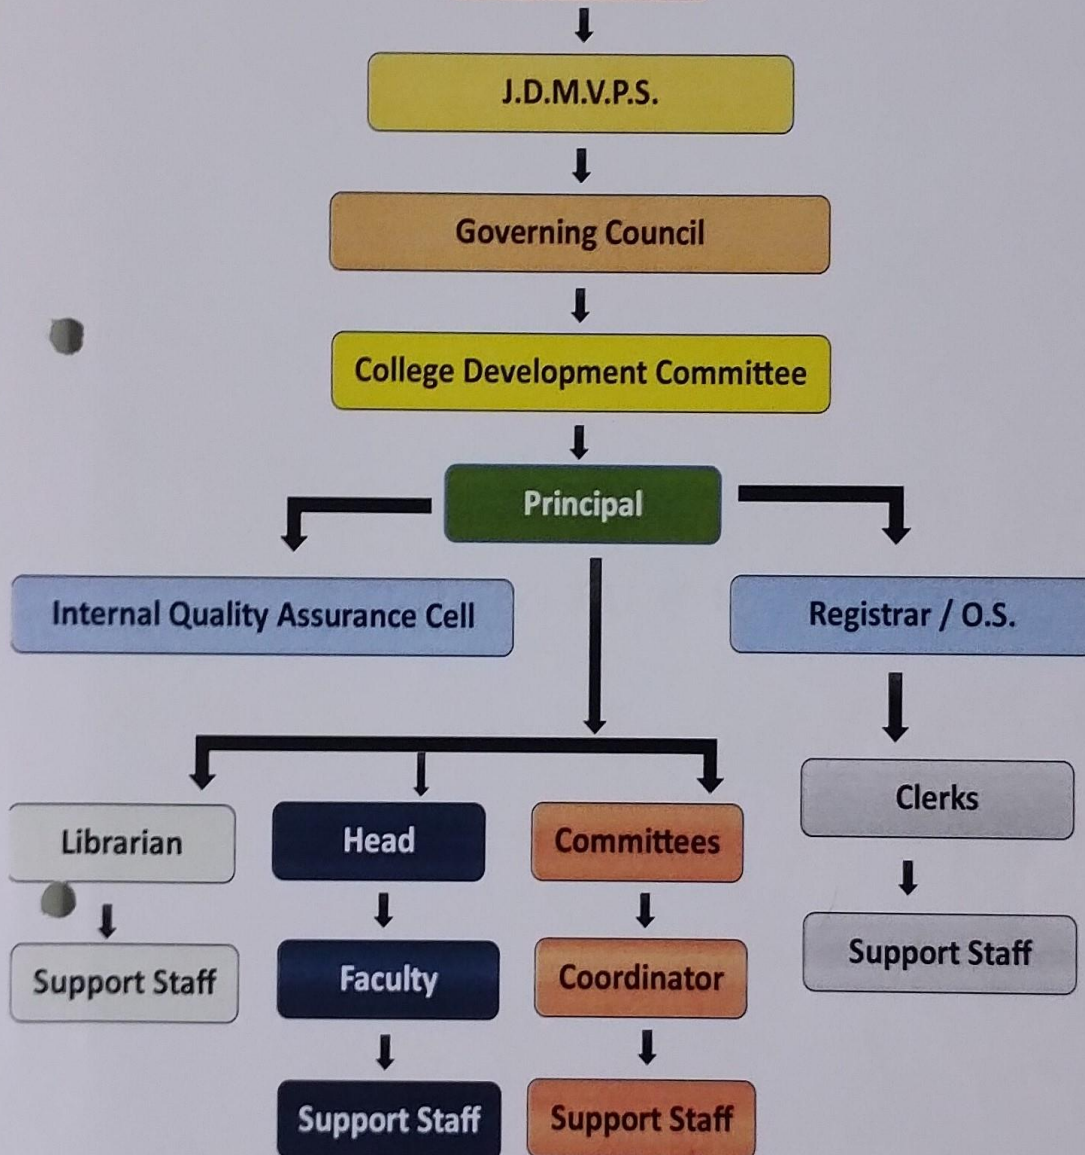 J.D.M.V.P.S.
Governing Council
College Development Committee
Principal
Internal Quality Assurance Cell
Registrar / O.S.
Librarian
Head
Committees
Clerks
Support Staff
Faculty
Coordinator
Support Staff
Support Staff
Support Staff